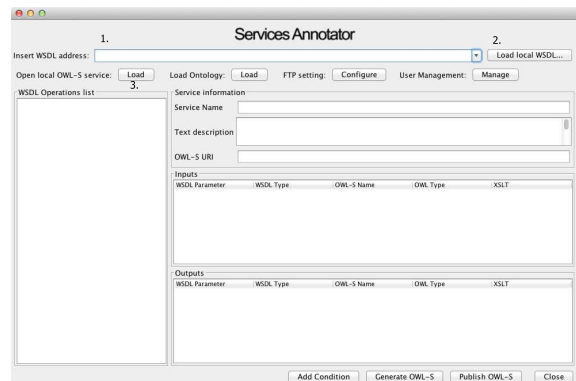 Services Annotator
1.
2.
Insert WSDL address:
Load local WSDL...
Open local OWL-S service: Load Load Ontology: Load FTP setting: Configure User Management: Manage
3.
WSDL Operations list
Service information
Service Name
Text description
OWL-S URI
Inputs
WSDL Parameter WSDL Type OWL-S Name OWL Type XSLT
Outputs
WSDL Parameter WSDL Type OWL-S Name OWL Type XSLT
Add Condition Generate OWL-S Publish OWL-S Close